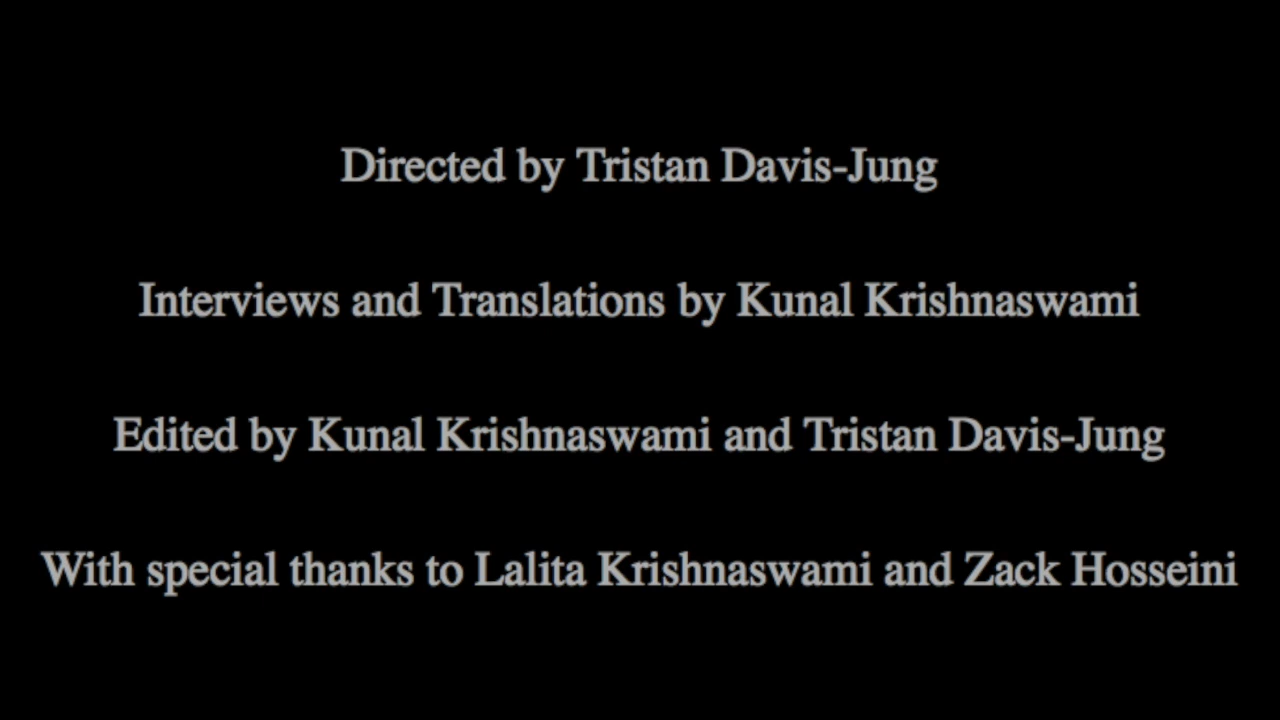 Directed by Tristan Davis-Jung
Interviews and Translations by Kunal Krishnaswami
Edited by Kunal Krishnaswami and Tristan Davis-Jung
With special thanks to Lalita Krishnaswami and Zack Hosseini